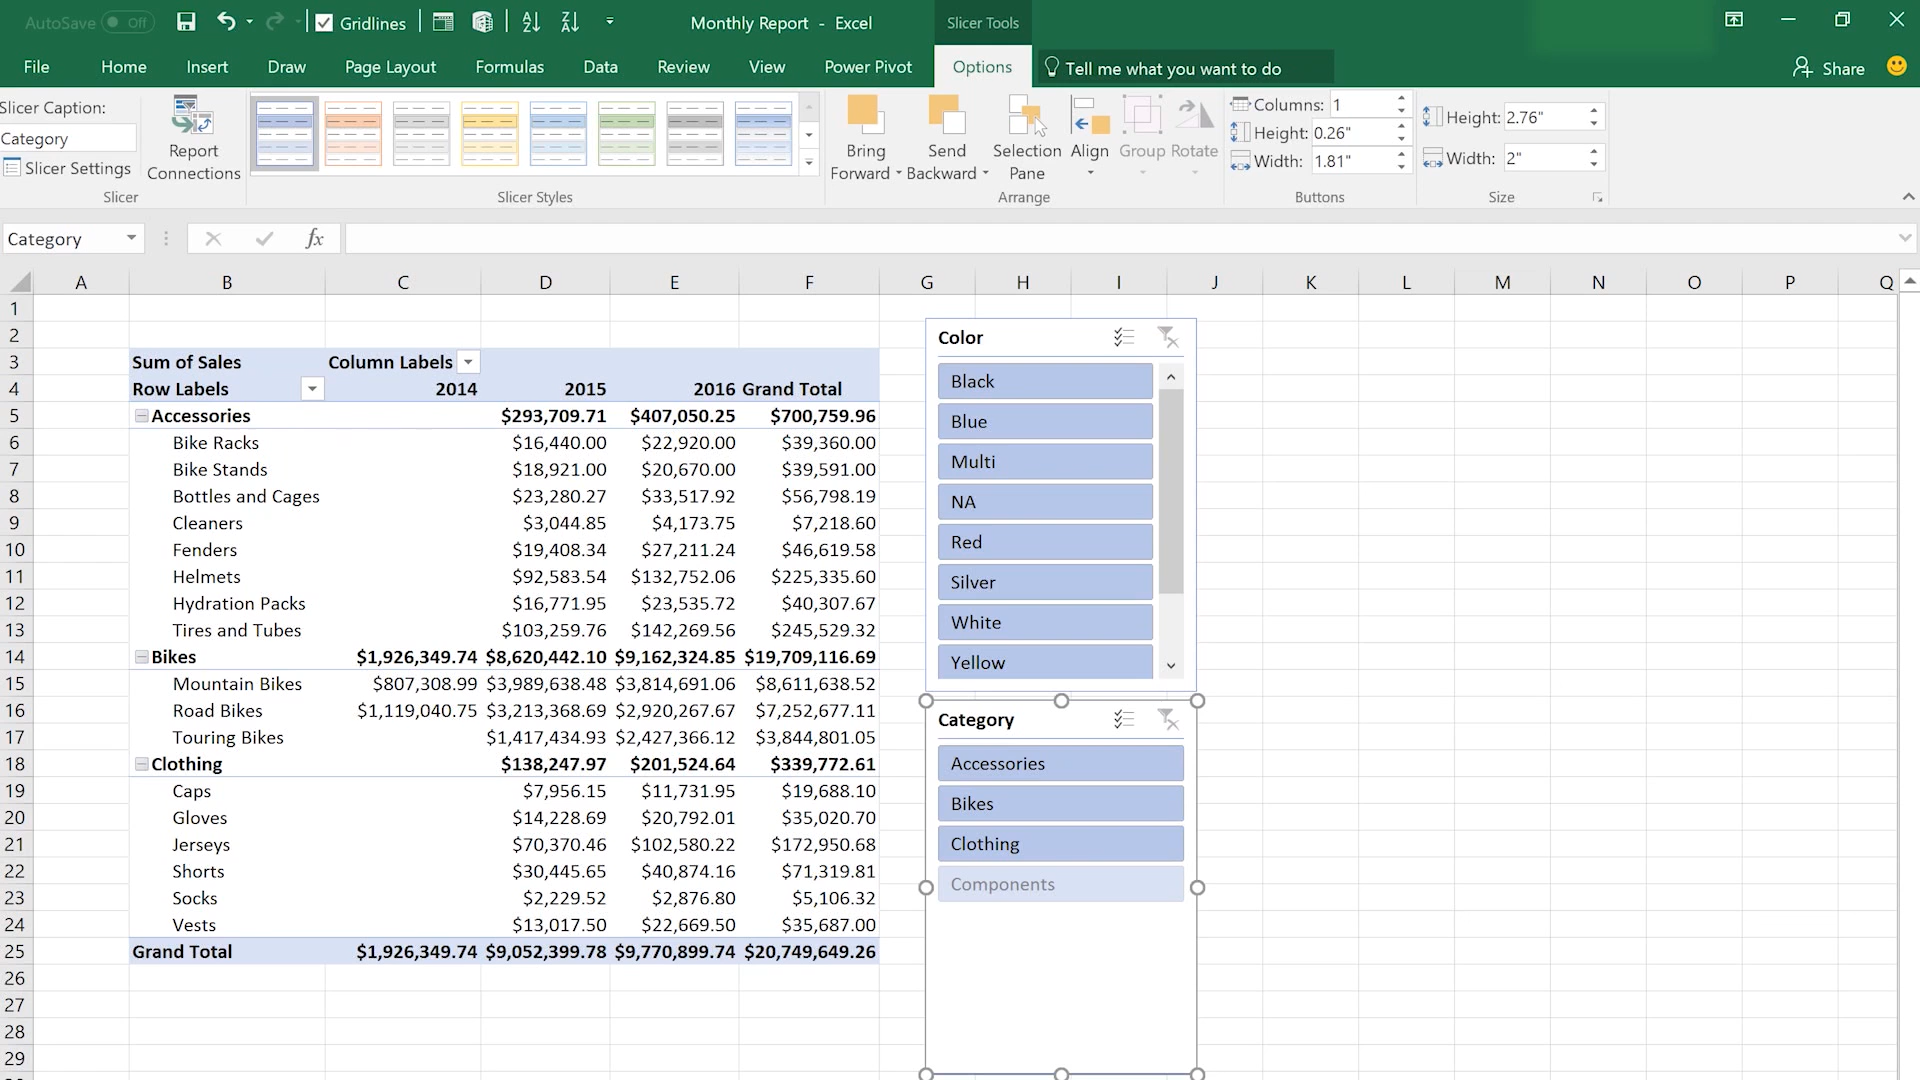 AutoSave Off Gridlines Monthly Report - Excel Slicer Tools
File Home Insert Draw Page Layout Formulas Data Review View Power Pivot Options Tell me what you want to do Share
Slicer Caption:
Category
Slicer Settings
Report Connections
Bring Forward Send Backward Selection Pane Align Group Rotate
Columns: 1
Height: 0.26"
Width: 1.81"
Height: 2.76"
Width: 2"
Slicer Slicer Styles Arrange Buttons Size
Category fx
A B C D E F G H I J K L M N O P Q
1
2
3 Sum of Sales Column Labels
4 Row Labels 2014 2015 2016 Grand Total
5 Accessories $293,709.71 $407,050.25 $700,759.96
6 Bike Racks $16,440.00 $22,920.00 $39,360.00
7 Bike Stands $18,921.00 $20,670.00 $39,591.00
8 Bottles and Cages $23,280.27 $33,517.92 $56,798.19
9 Cleaners $3,044.85 $4,173.75 $7,218.60
10 Fenders $19,408.34 $27,211.24 $46,619.58
11 Helmets $92,583.54 $132,752.06 $225,335.60
12 Hydration Packs $16,771.95 $23,535.72 $40,307.67
13 Tires and Tubes $103,259.76 $142,269.56 $245,529.32
14 Bikes $1,926,349.74 $8,620,442.10 $9,162,324.85 $19,709,116.69
15 Mountain Bikes $807,308.99 $3,989,638.48 $3,814,691.06 $8,611,638.52
16 Road Bikes $1,119,040.75 $3,213,368.69 $2,920,267.67 $7,252,677.11
17 Touring Bikes $1,417,434.93 $2,427,366.12 $3,844,801.05
18 Clothing $138,247.97 $201,524.64 $339,772.61
19 Caps $7,956.15 $11,731.95 $19,688.10
20 Gloves $14,228.69 $20,792.01 $35,020.70
21 Jerseys $70,370.46 $102,580.22 $172,950.68
22 Shorts $30,445.65 $40,874.16 $71,319.81
23 Socks $2,229.52 $2,876.80 $5,106.32
24 Vests $13,017.50 $22,669.50 $35,687.00
25 Grand Total $1,926,349.74 $9,052,399.78 $9,770,899.74 $20,749,649.26
26
27
28
29
Color
Black
Blue
Multi
NA
Red
Silver
White
Yellow
Category
Accessories
Bikes
Clothing
Components